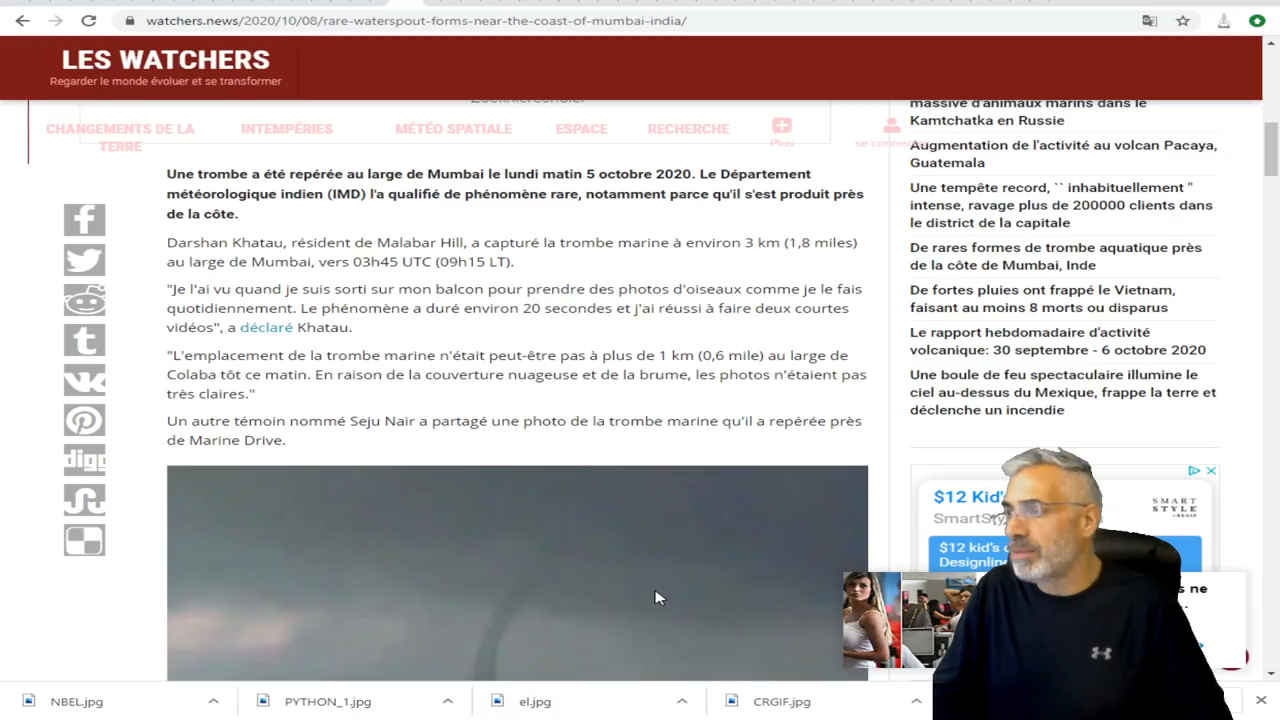 watchers.news/2020/10/08/rare-waterspout-forms-near-the-coast-of-mumbai-india/
LES WATCHERS
Regarder le monde évoluer et se transformer
CHANGEMENTS DE LA
TERRE
INTEMPÉRIES
MÉTÉO SPATIALE
ESPACE
RECHERCHE
Plus
Une trombe a été repérée au large de Mumbai le lundi matin 5 octobre 2020. Le Département
météorologique indien (IMD) l'a qualifié de phénomène rare, notamment parce qu'il s'est produit près
de la côte.
Darshan Khatau, résident de Malabar Hill, a capturé la trombe marine à environ 3 km (1,8 miles)
au large de Mumbai, vers 03h45 UTC (09h15 LT).
"Je l'ai vu quand je suis sorti sur mon balcon pour prendre des photos d'oiseaux comme je le fais
quotidiennement. Le phénomène a duré environ 20 secondes et j'ai réussi à faire deux courtes
vidéos", a déclaré Khatau.
"L'emplacement de la trombe marine n'était peut-être pas à plus de 1 km (0,6 mile) au large de
Colaba tôt ce matin. En raison de la couverture nuageuse et de la brume, les photos n'étaient pas
très claires."
Un autre témoin nommé Seju Nair a partagé une photo de la trombe marine qu'il a repérée près
de Marine Drive.
massive d'animaux marins dans le
Kamtchatka en Russie
Augmentation de l'activité au volcan Pacaya,
Guatemala
Une tempête record, `` inhabituellement "
intense, ravage plus de 200000 clients dans
le district de la capitale
De rares formes de trombe aquatique près
de la côte de Mumbai, Inde
De fortes pluies ont frappé le Vietnam,
faisant au moins 8 morts ou disparus
Le rapport hebdomadaire d'activité
volcanique: 30 septembre - 6 octobre 2020
Une boule de feu spectaculaire illumine le
ciel au-dessus du Mexique, frappe la terre et
déclenche un incendie
$12 Kid's
SMART
STYLE
$12 kid's
Designline
digg
NBEL.jpg
PYTHON_1.jpg
el.jpg
CRGIF.jpg